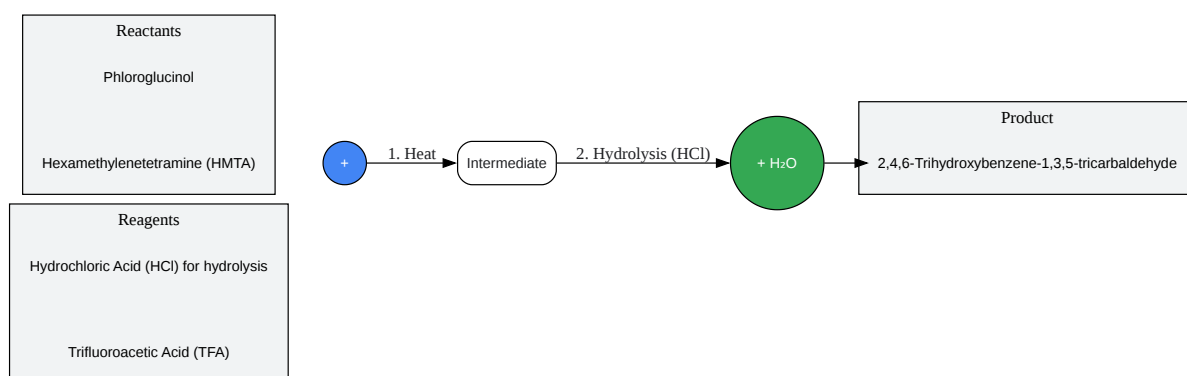 Reactants
Phloroglucinol
Hexamethylenetetramine (HMTA)
Reagents
Hydrochloric Acid (HCl) for hydrolysis
Trifluoroacetic Acid (TFA)
+
1. Heat
Intermediate
2. Hydrolysis (HCl)
+ H₂O
Product
2,4,6-Trihydroxybenzene-1,3,5-tricarbaldehyde